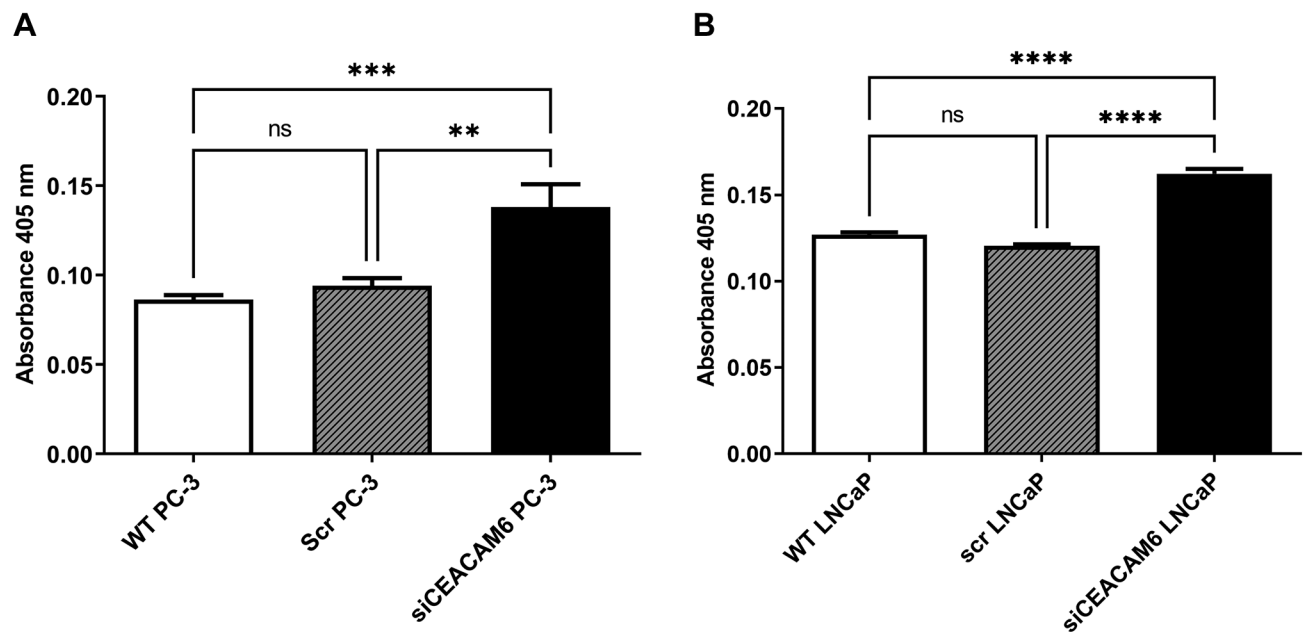 A
***
ns
**
0.20
0.15
0.10
0.05
0.00
Absorbance 405 nm
WT PC-3
Scr PC-3
siCEACAM6 PC-3
B
****
ns
****
0.20
0.15
0.10
0.05
0.00
Absorbance 405 nm
WT LNCaP
scr LNCaP
siCEACAM6 LNCaP